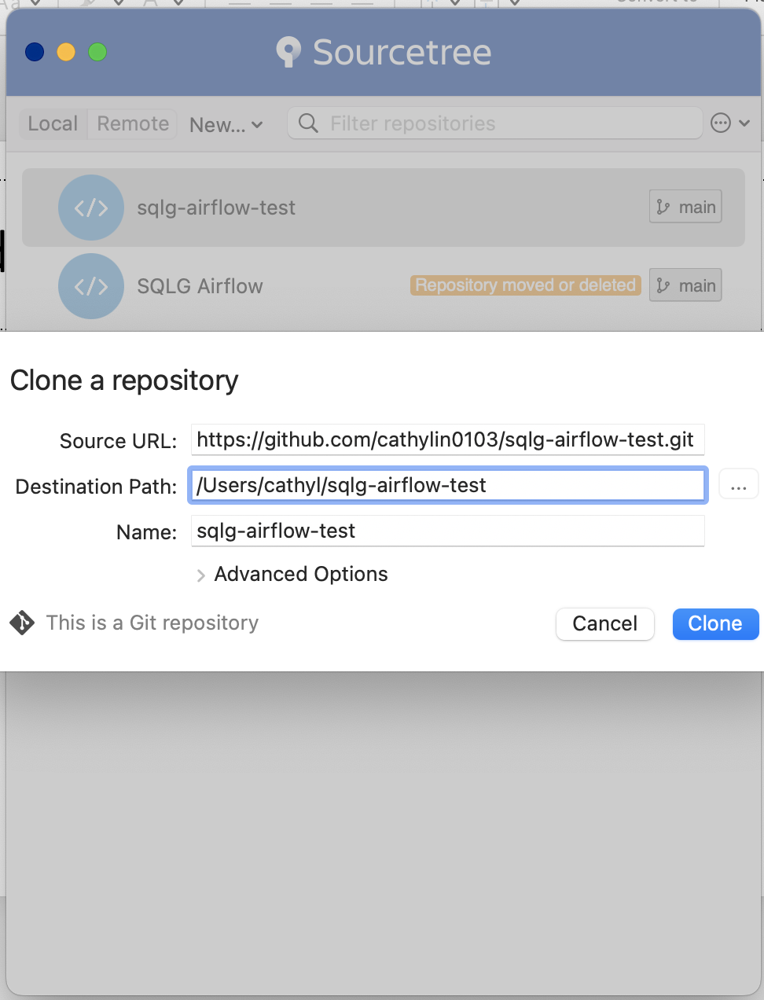 Sourcetree
Local Remote New... Filter repositories
sqlg-airflow-test main
SQLG Airflow Repository moved or deleted main
Clone a repository
Source URL: https://github.com/cathylin0103/sqlg-airflow-test.git
Destination Path: /Users/cathyl/sqlg-airflow-test ...
Name: sqlg-airflow-test
Advanced Options
This is a Git repository Cancel Clone